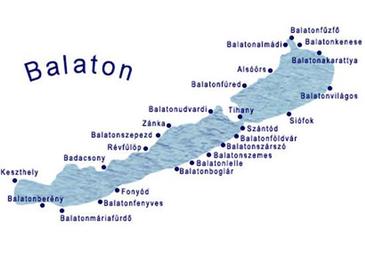 Balaton
Balatonfűzfő
Balatonalmádi
Balatonkenese
Balatonakarattya
Alsóörs
Balatonfüred
Balatonvilágos
Balatonudvardi
Tihany
Siófok
Zánka
Szántód
Balatonszepezd
Balatonföldvár
Révfülöp
Balatonszárszó
Balatonszemes
Badacsony
Balatonlelle
Balatonboglár
Keszthely
Fonyód
Balatonberény
Balatonfenyves
Balatonmáriafürdő